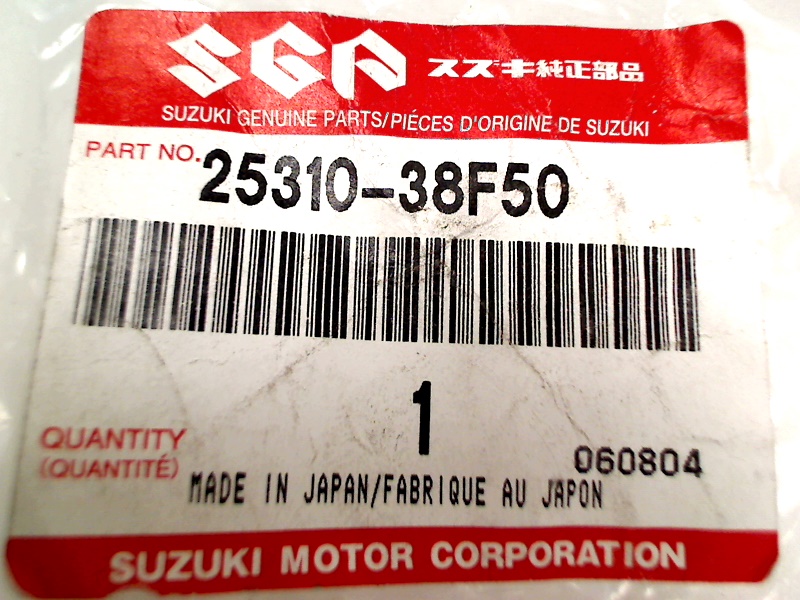 SGP スズキ純正部品
SUZUKI GENUINE PARTS/PIÉCES D'ORIGINE DE SUZUKI
PART NO. 25310-38F50
1
QUANTITY
(QUANTITÉ)
060804
MADE IN JAPAN/FABRIQUE AU JAPON
SUZUKI MOTOR CORPORATION